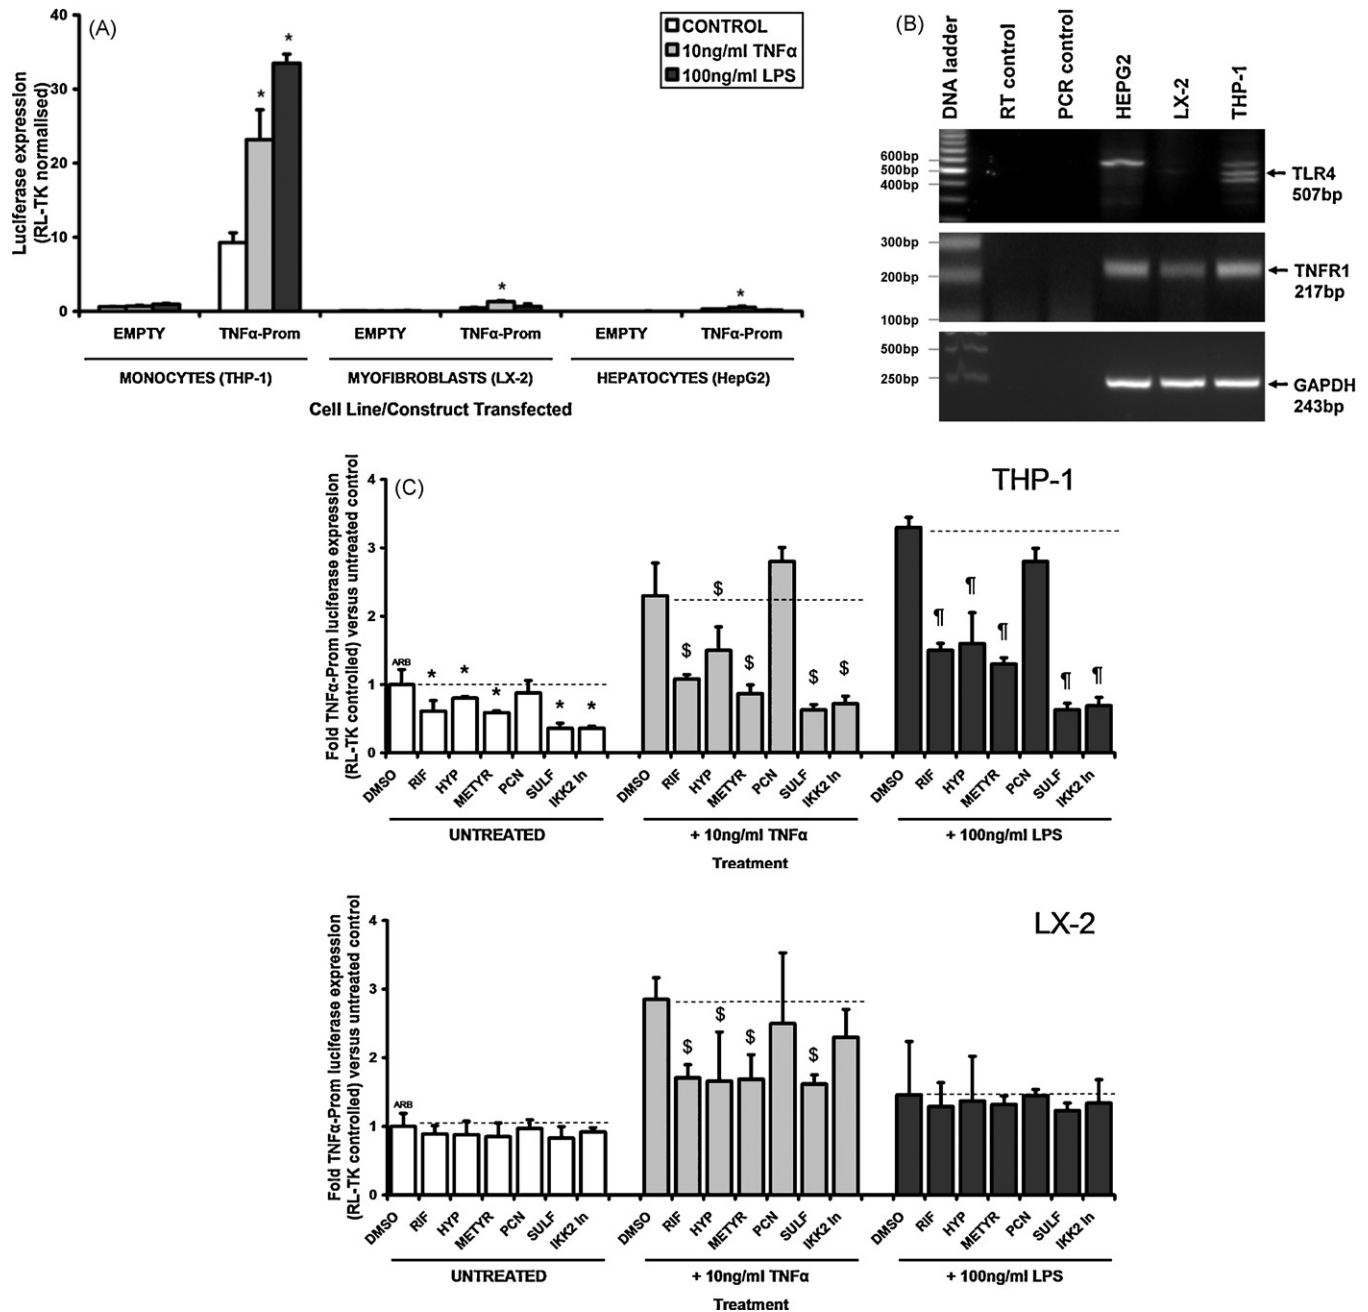 (A)
CONTROL
10ng/ml TNFα
100ng/ml LPS
Luciferase expression
(RL-TK normalised)
40
30
20
10
0
*
*
*
*
EMPTY TNFα-Prom EMPTY TNFα-Prom EMPTY TNFα-Prom
MONOCYTES (THP-1) MYOFIBROBLASTS (LX-2) HEPATOCYTES (HepG2)
Cell Line/Construct Transfected
(B)
DNA ladder
RT control
PCR control
HEPG2
LX-2
THP-1
600bp
500bp
400bp
TLR4
507bp
300bp
200bp
100bp
TNFR1
217bp
500bp
250bp
GAPDH
243bp
(C)
THP-1
Fold TNFα-Prom luciferase expression
(RL-TK controlled) versus untreated control
4
3
2
1
0
ARB * * * * *
$ $ $ $ $
¶ ¶ ¶ ¶ ¶
DMSO RIF HYP METYR PCN SULF IKK2 In DMSO RIF HYP METYR PCN SULF IKK2 In DMSO RIF HYP METYR PCN SULF IKK2 In
UNTREATED + 10ng/ml TNFα + 100ng/ml LPS
Treatment
LX-2
Fold TNFα-Prom luciferase expression
(RL-TK controlled) versus untreated control
4
3
2
1
0
ARB
$ $ $ $
DMSO RIF HYP METYR PCN SULF IKK2 In DMSO RIF HYP METYR PCN SULF IKK2 In DMSO RIF HYP METYR PCN SULF IKK2 In
UNTREATED + 10ng/ml TNFα + 100ng/ml LPS
Treatment